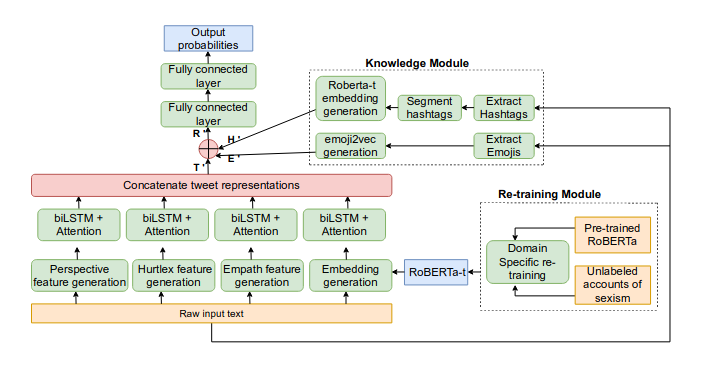 Output
probabilities
Fully connected
layer
Fully connected
layer
R '
H '
E '
T '
Knowledge Module
Roberta-t
embedding
generation
Segment
hashtags
Extract
Hashtags
emoji2vec
generation
Extract
Emojis
Concatenate tweet representations
biLSTM +
Attention
biLSTM +
Attention
biLSTM +
Attention
biLSTM +
Attention
Perspective
feature generation
Hurtlex feature
generation
Empath feature
generation
Embedding
generation
RoBERTa-t
Re-training Module
Domain
Specific re-
training
Pre-trained
RoBERTa
Unlabeled
accounts of
sexism
Raw input text